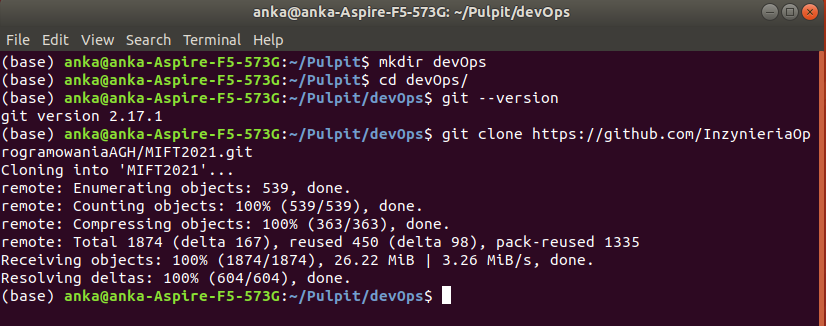 anka@anka-Aspire-F5-573G: ~/Pulpit/devOps
File Edit View Search Terminal Help
(base) anka@anka-Aspire-F5-573G:~/Pulpit$ mkdir devOps
(base) anka@anka-Aspire-F5-573G:~/Pulpit$ cd devOps/
(base) anka@anka-Aspire-F5-573G:~/Pulpit/devOps$ git --version
git version 2.17.1
(base) anka@anka-Aspire-F5-573G:~/Pulpit/devOps$ git clone https://github.com/InzynieriaOp
rogramowaniaAGH/MIFT2021.git
Cloning into 'MIFT2021'...
remote: Enumerating objects: 539, done.
remote: Counting objects: 100% (539/539), done.
remote: Compressing objects: 100% (363/363), done.
remote: Total 1874 (delta 167), reused 450 (delta 98), pack-reused 1335
Receiving objects: 100% (1874/1874), 26.22 MiB | 3.26 MiB/s, done.
Resolving deltas: 100% (604/604), done.
(base) anka@anka-Aspire-F5-573G:~/Pulpit/devOps$